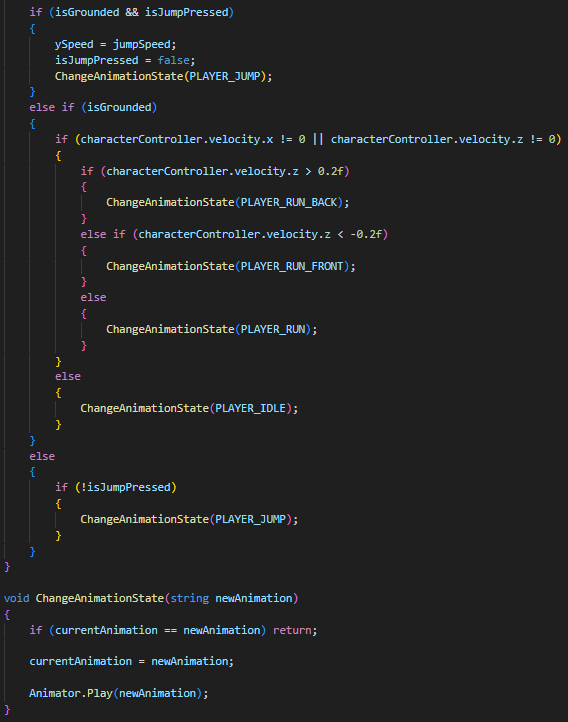 if (isGrounded && isJumpPressed)
{
ySpeed = jumpSpeed;
isJumpPressed = false;
ChangeAnimationState(PLAYER_JUMP);
}
else if (isGrounded)
{
if (characterController.velocity.x != 0 || characterController.velocity.z != 0)
{
if (characterController.velocity.z > 0.2f)
{
ChangeAnimationState(PLAYER_RUN_BACK);
}
else if (characterController.velocity.z < -0.2f)
{
ChangeAnimationState(PLAYER_RUN_FRONT);
}
else
{
ChangeAnimationState(PLAYER_RUN);
}
}
else
{
ChangeAnimationState(PLAYER_IDLE);
}
}
else
{
if (!isJumpPressed)
{
ChangeAnimationState(PLAYER_JUMP);
}
}
}
void ChangeAnimationState(string newAnimation)
{
if (currentAnimation == newAnimation) return;
currentAnimation = newAnimation;
Animator.Play(newAnimation);
}